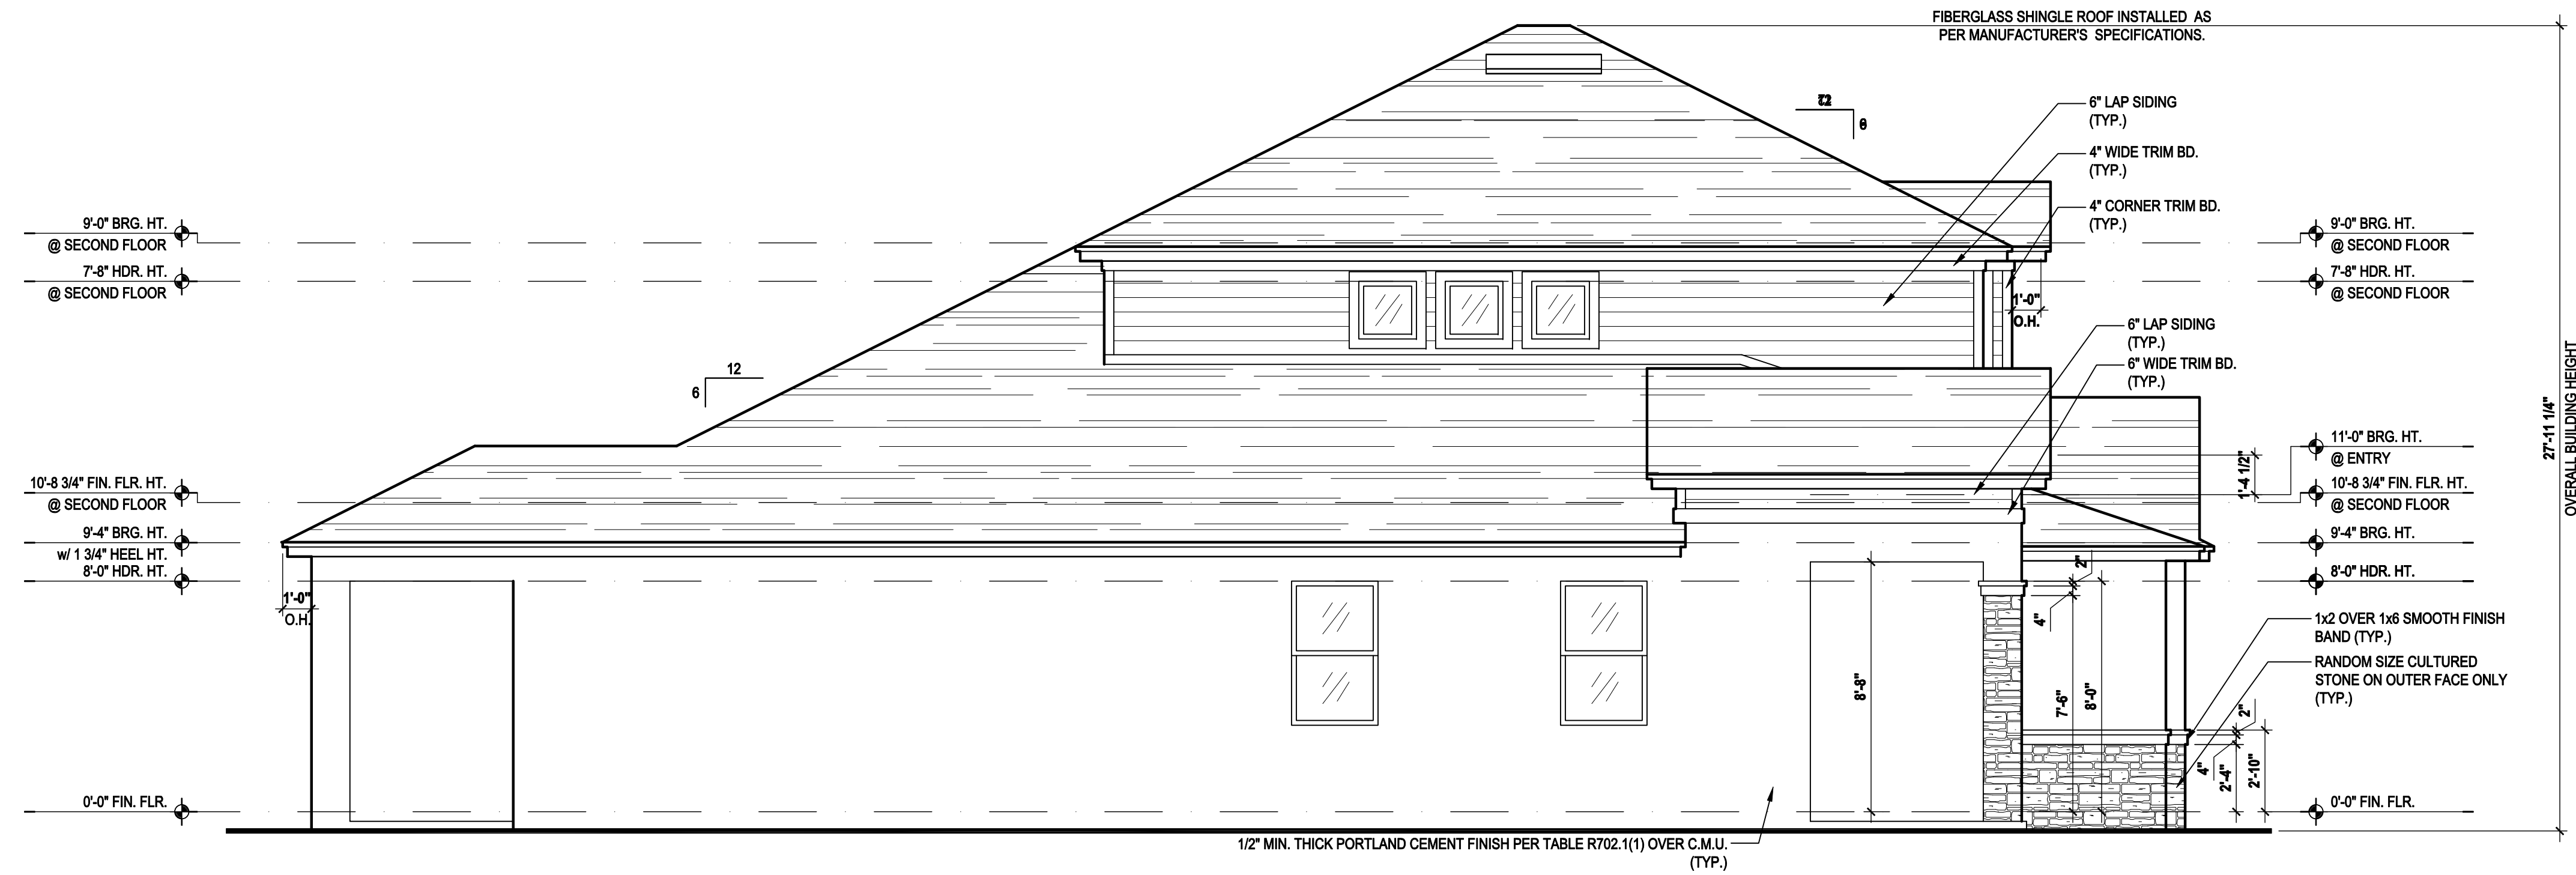 FIBERGLASS SHINGLE ROOF INSTALLED AS
PER MANUFACTURER'S SPECIFICATIONS.
6" LAP SIDING
(TYP.)
4" WIDE TRIM BD.
(TYP.)
4" CORNER TRIM BD.
(TYP.)
9'-0" BRG. HT.
@ SECOND FLOOR
7'-8" HDR. HT.
@ SECOND FLOOR
9'-0" BRG. HT.
@ SECOND FLOOR
7'-8" HDR. HT.
@ SECOND FLOOR
1'-0"
O.H.
6" LAP SIDING
(TYP.)
6" WIDE TRIM BD.
(TYP.)
12
6
27'-11 1/4"
OVERALL BUILDING HEIGHT
10'-8 3/4" FIN. FLR. HT.
@ SECOND FLOOR
9'-4" BRG. HT.
w/ 1 3/4" HEEL HT.
8'-0" HDR. HT.
1'-0"
O.H.
0'-0" FIN. FLR.
11'-0" BRG. HT.
@ ENTRY
1'-4 1/2"
10'-8 3/4" FIN. FLR. HT.
@ SECOND FLOOR
9'-4" BRG. HT.
8'-0" HDR. HT.
2"
4"
8'-8"
7'-6"
8'-0"
1x2 OVER 1x6 SMOOTH FINISH
BAND (TYP.)
RANDOM SIZE CULTURED
STONE ON OUTER FACE ONLY
(TYP.)
2"
4"
2'-4"
2'-10"
0'-0" FIN. FLR.
1/2" MIN. THICK PORTLAND CEMENT FINISH PER TABLE R702.1(1) OVER C.M.U.
(TYP.)